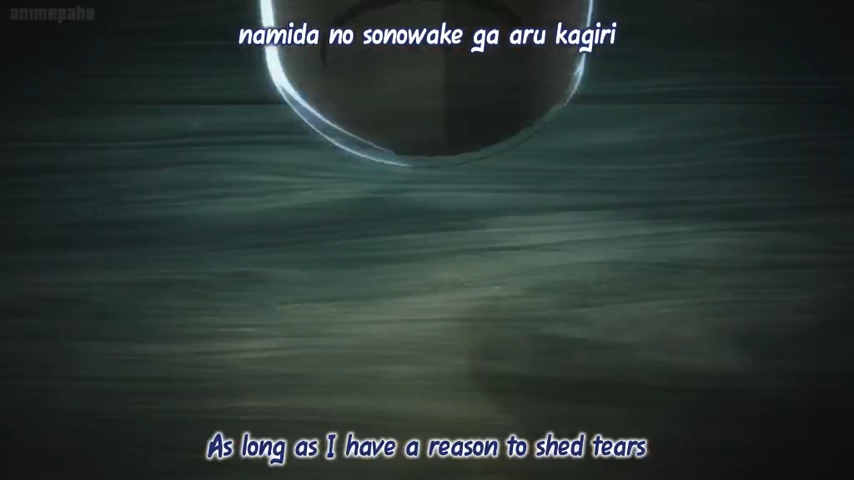 animepahe
namida no sonowake ga aru kagiri
As long as I have a reason to shed tears